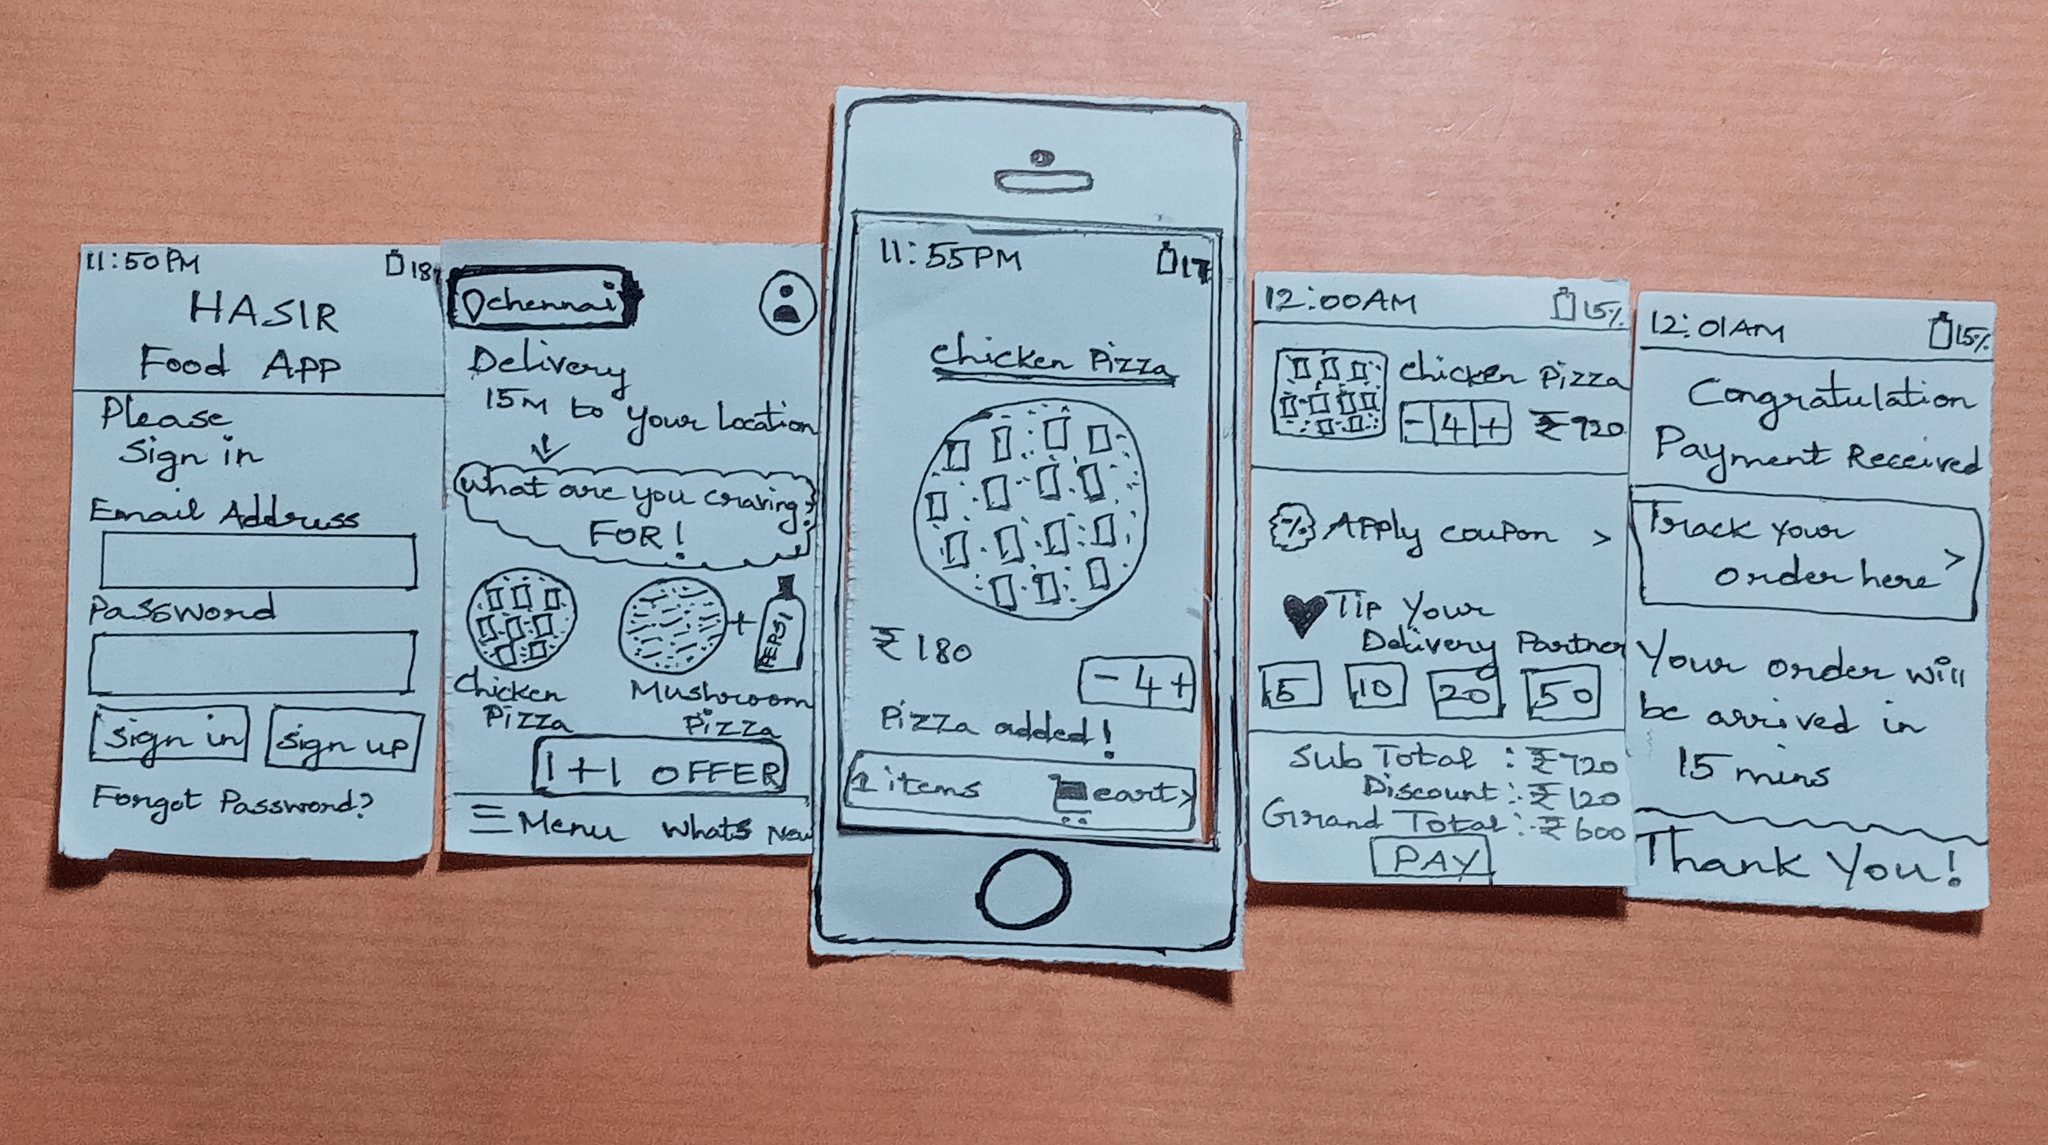 11:50PM 18%
HASIR
Food App
Please
Sign in
Email Address
Password
Sign in
Sign up
Forgot Password?
chennai
Delivery
15M to your location
What are you craving?
FOR!
Chicken
Pizza
Mushroom
Pizza
+
PEPSI
1+1 OFFER
Menu
Whats New
11:55PM 17
Chicken Pizza
₹180
- 4 +
Pizza added!
items
cart >
12:00AM 15%
Chicken Pizza
- 4 + ₹720
% Apply coupon >
Tip Your
Delivery Partner
5 10 20 50
Sub Total : ₹720
Discount : ₹120
Grand Total : ₹600
PAY
12:01AM 15%
Congratulation
Payment Received
Track your
order here >
Your order will
be arrived in
15 mins
Thank You!